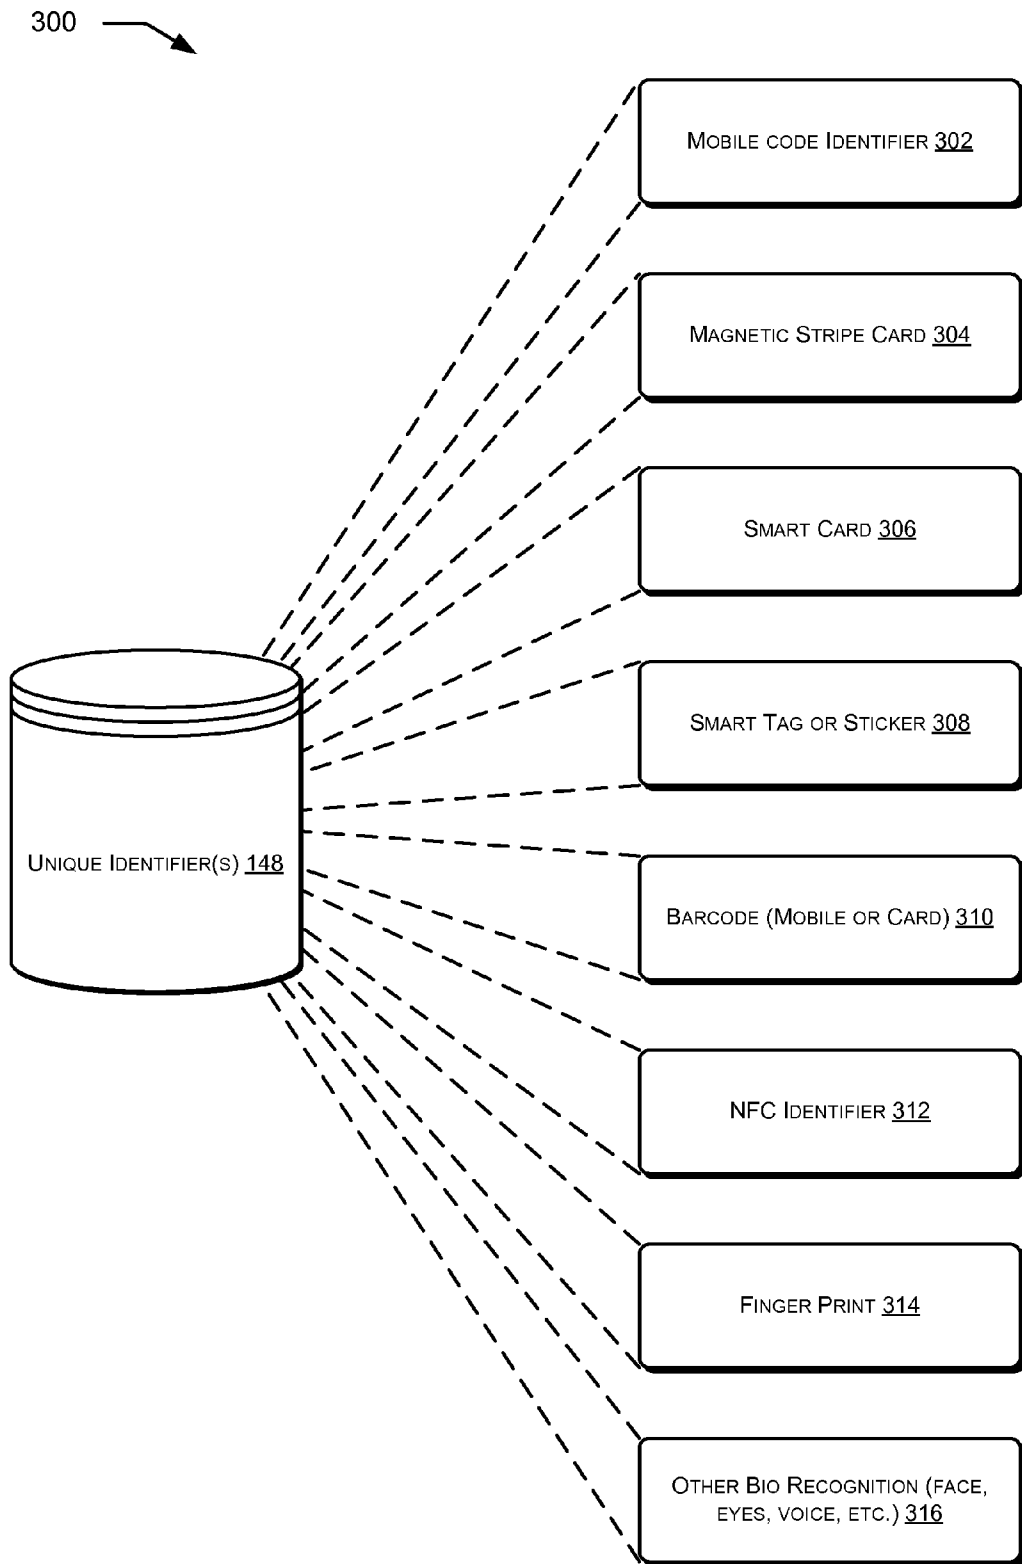 300
MOBILE CODE IDENTIFIER 302
MAGNETIC STRIPE CARD 304
SMART CARD 306
SMART TAG OR STICKER 308
UNIQUE IDENTIFIER(S) 148
BARCODE (MOBILE OR CARD) 310
NFC IDENTIFIER 312
FINGER PRINT 314
OTHER BIO RECOGNITION (FACE,
EYES, VOICE, ETC.) 316